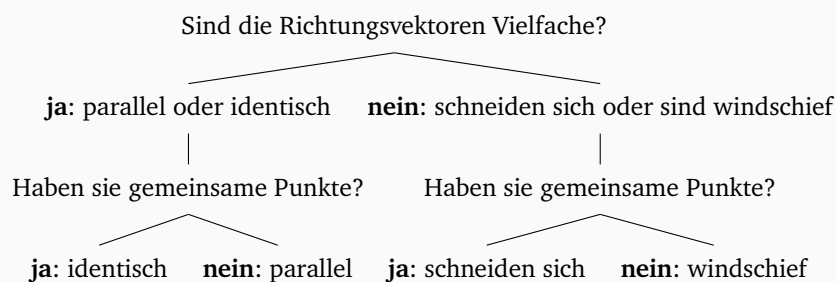 Sind die Richtungsvektoren Vielfache?
ja: parallel oder identisch nein: schneiden sich oder sind windschief
Haben sie gemeinsame Punkte? Haben sie gemeinsame Punkte?
ja: identisch nein: parallel ja: schneiden sich nein: windschief